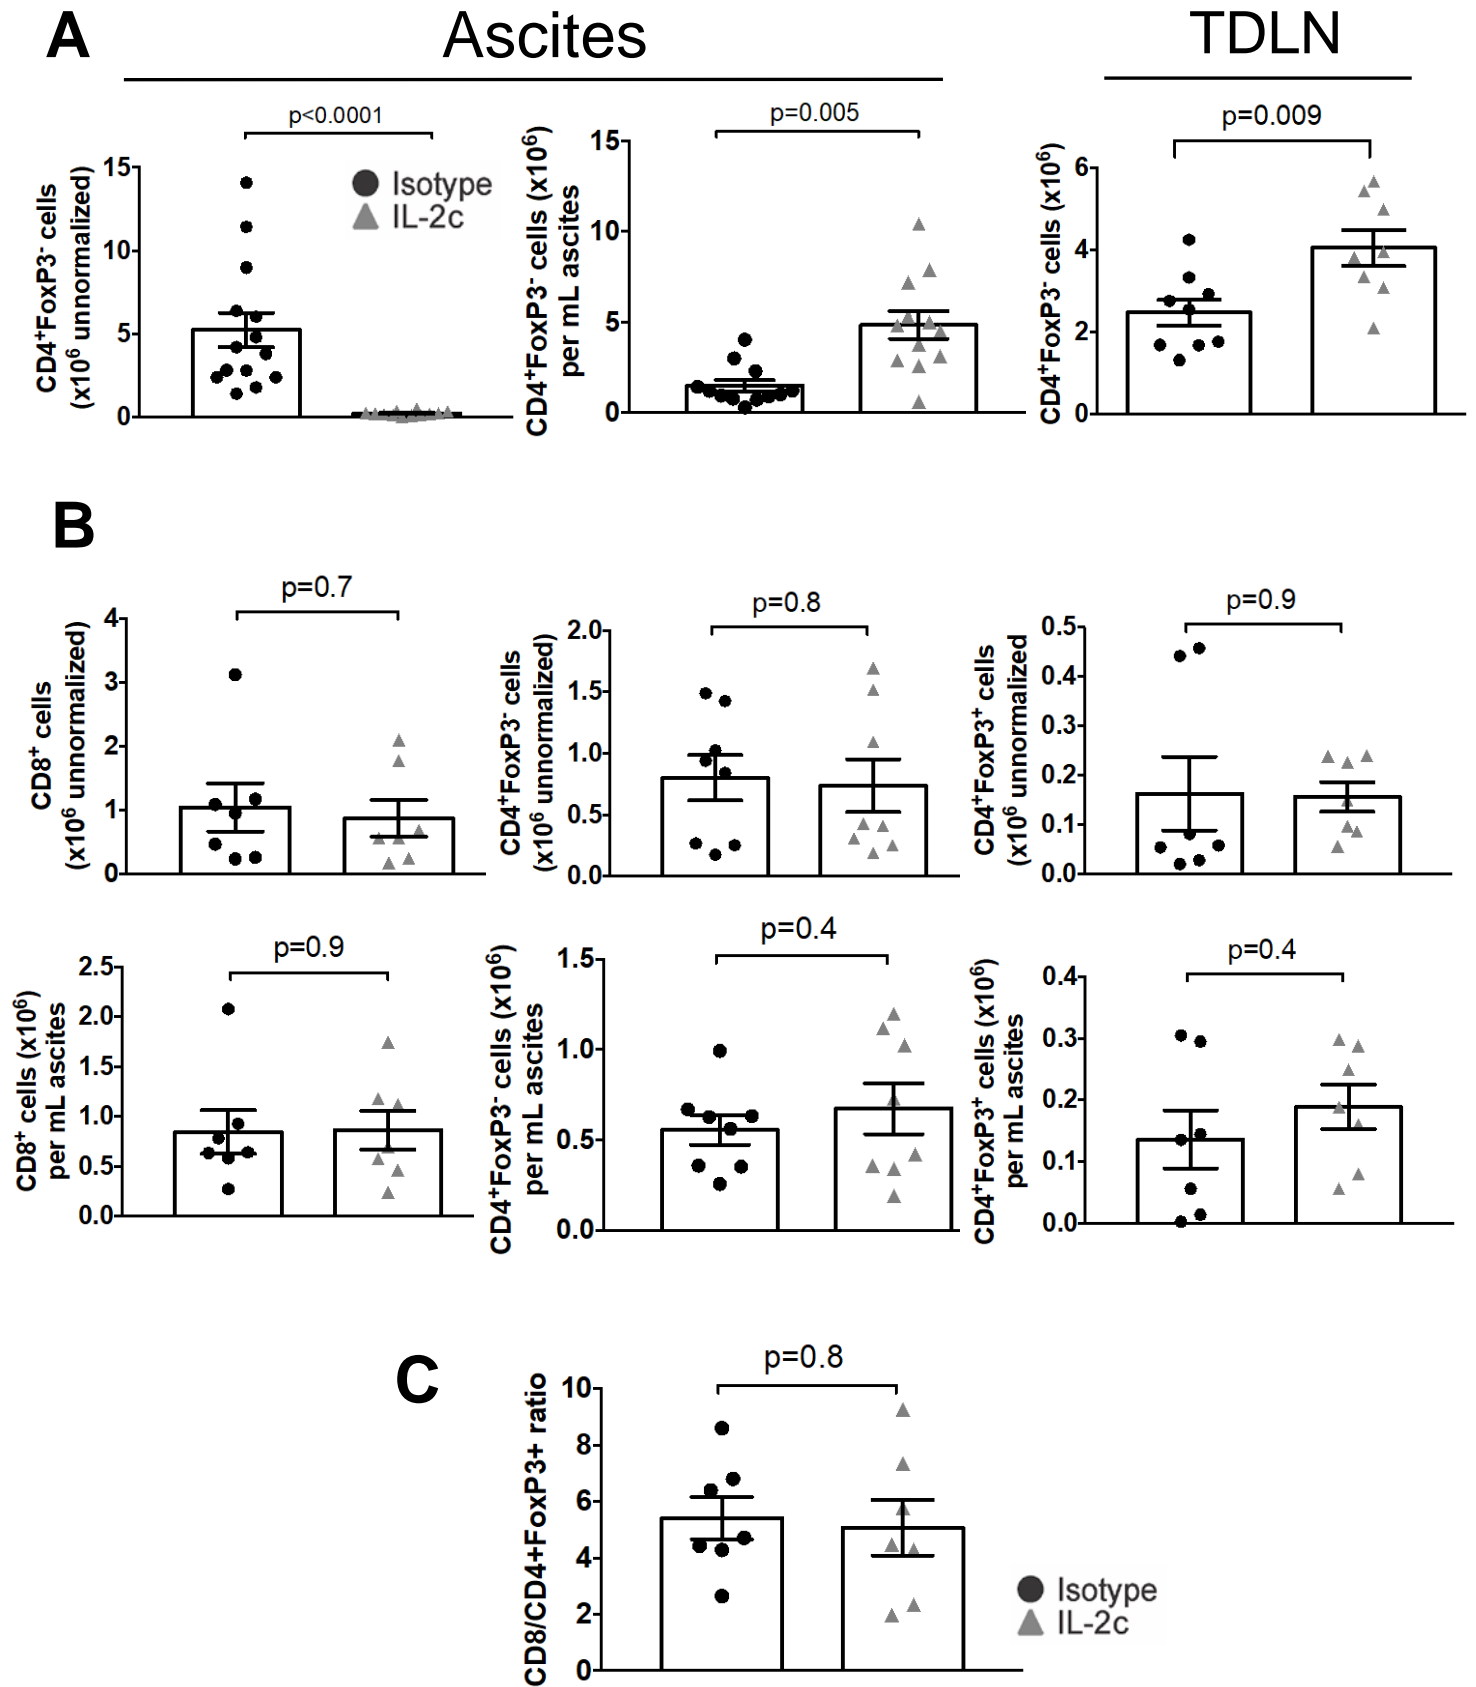 A
Ascites
TDLN
p<0.0001
CD4⁺FoxP3⁻ cells
(x10⁶ unnormalized)
15
10
5
0
Isotype
IL-2c
p=0.005
CD4⁺FoxP3⁻ cells (x10⁶)
per mL ascites
15
10
5
0
p=0.009
CD4⁺FoxP3⁻ cells (x10⁶)
6
4
2
0
B
p=0.7
CD8⁺ cells
(x10⁶ unnormalized)
4
3
2
1
0
p=0.8
CD4⁺FoxP3⁻ cells
(x10⁶ unnormalized)
2.0
1.5
1.0
0.5
0.0
p=0.9
CD4⁺FoxP3⁺ cells
(x10⁶ unnormalized
0.5
0.4
0.3
0.2
0.1
0.0
p=0.9
CD8⁺ cells (x10⁶)
per mL ascites
2.5
2.0
1.5
1.0
0.5
0.0
p=0.4
CD4⁺FoxP3⁻ cells (x10⁶)
per mL ascites
1.5
1.0
0.5
0.0
p=0.4
CD4⁺FoxP3⁺ cells (x10⁶)
per mL ascites
0.4
0.3
0.2
0.1
0.0
C
p=0.8
CD8/CD4+FoxP3+ ratio
10
8
6
4
2
0
Isotype
IL-2c